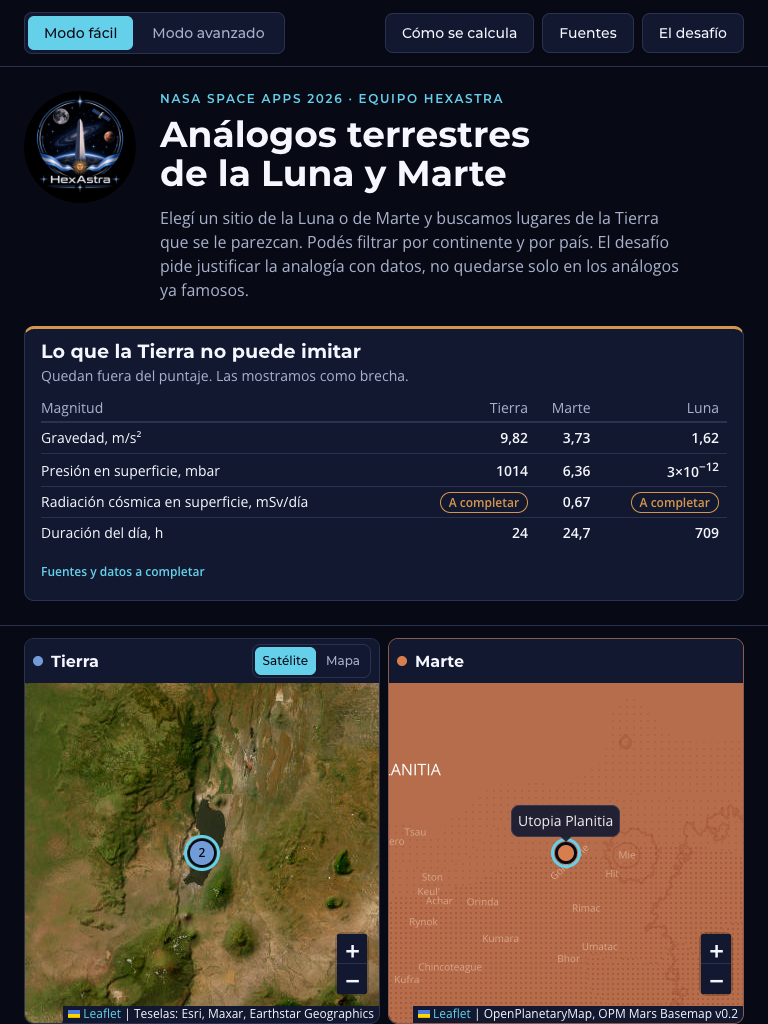 Modo fácil
Modo avanzado
Cómo se calcula
Fuentes
El desafío
HexAstra
NASA SPACE APPS 2026 · EQUIPO HEXASTRA
Análogos terrestres
de la Luna y Marte
Elegí un sitio de la Luna o de Marte y buscamos lugares de la Tierra
que se le parezcan. Podés filtrar por continente y por país. El desafío
pide justificar la analogía con datos, no quedarse solo en los análogos
ya famosos.
Lo que la Tierra no puede imitar
Quedan fuera del puntaje. Las mostramos como brecha.
Magnitud Tierra Marte Luna
Gravedad, m/s² 9,82 3,73 1,62
Presión en superficie, mbar 1014 6,36 3×10⁻¹²
Radiación cósmica en superficie, mSv/día A completar 0,67 A completar
Duración del día, h 24 24,7 709
Fuentes y datos a completar
Tierra
Satélite
Mapa
2
+
−
Leaflet | Teselas: Esri, Maxar, Earthstar Geographics
Marte
LANITIA
Utopia Planitia
Tsau
ero
Mie
Hit
Ston
Keul'
Achar
Orinda
Rimac
Rynok
Kumara
Umatac
Bhor
Chincoteague
Kufra
+
−
Leaflet | OpenPlanetaryMap, OPM Mars Basemap v0.2